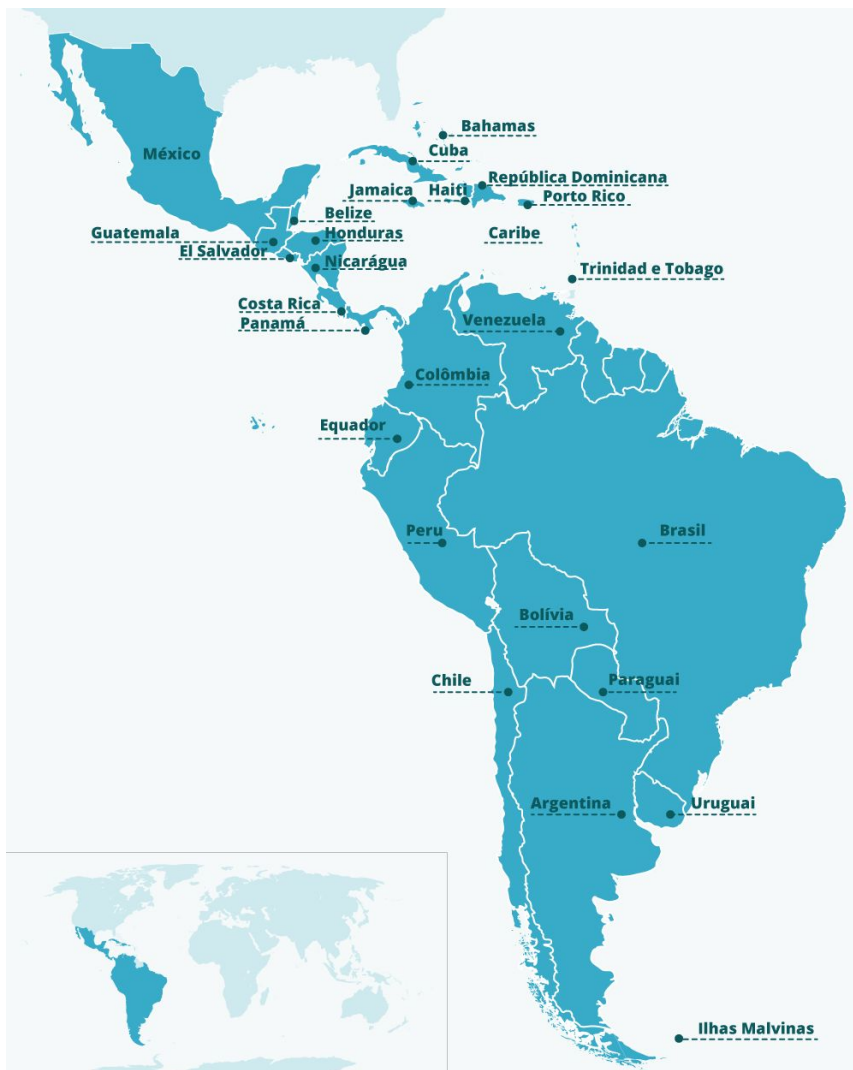 Bahamas
México
Cuba
República Dominicana
Jamaica
Haiti
Porto Rico
Belize
Guatemala
Honduras
Caribe
El Salvador
Nicarágua
Trinidad e Tobago
Costa Rica
Panamá
Venezuela
Colômbia
Equador
Peru
Brasil
Bolívia
Chile
Paraguai
Argentina
Uruguai
Ilhas Malvinas